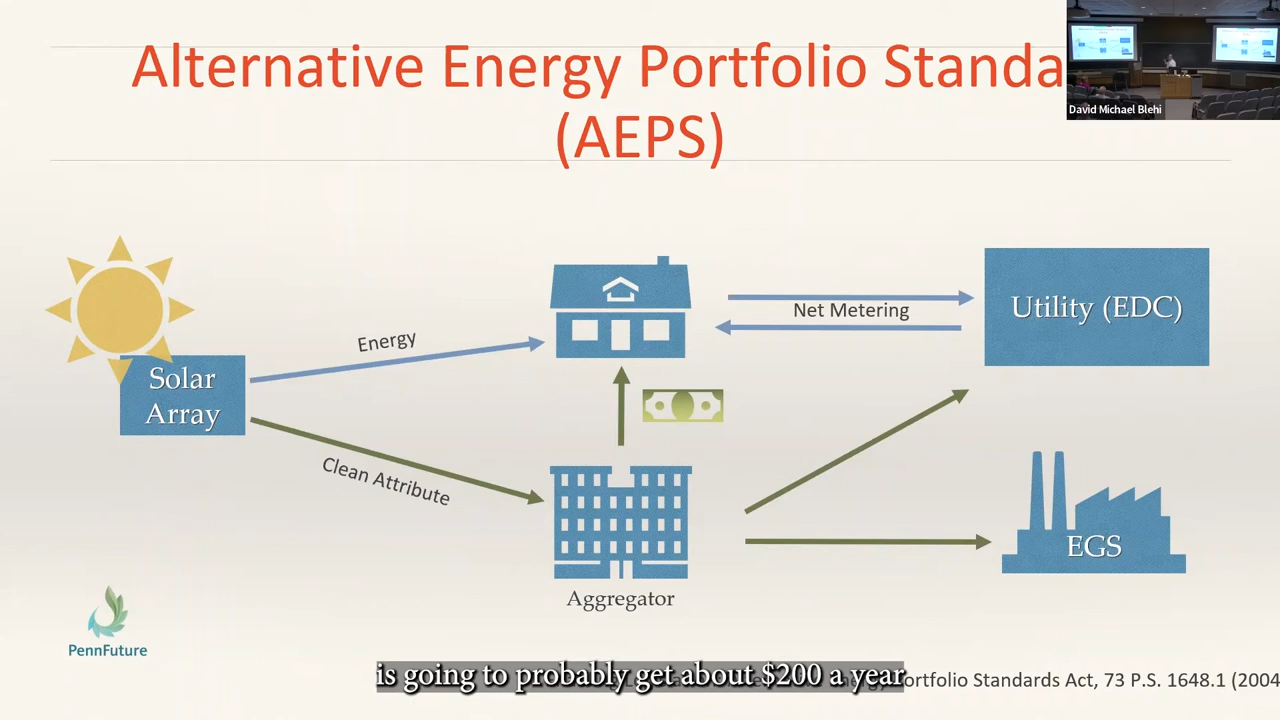 Alternative Energy Portfolio Standa
(AEPS)
David Michael Blehi
Solar
Array
Energy
Clean Attribute
Net Metering
Utility (EDC)
Aggregator
EGS
PennFuture
is going to probably get about $200 a year
ortfolio Standards Act, 73 P.S. 1648.1 (2004